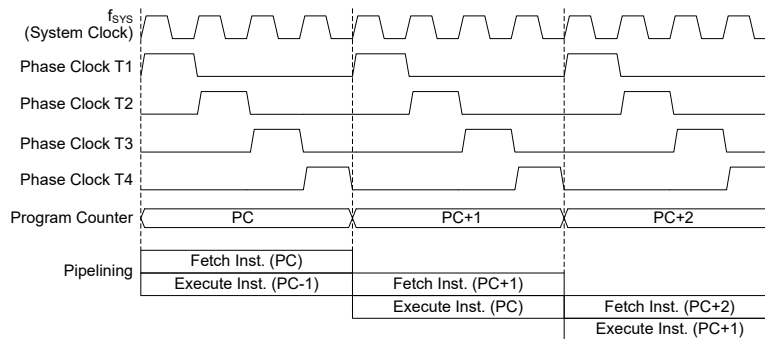 fSYS
(System Clock)
Phase Clock T1
Phase Clock T2
Phase Clock T3
Phase Clock T4
Program Counter PC PC+1 PC+2
Pipelining
Fetch Inst. (PC)
Execute Inst. (PC-1) Fetch Inst. (PC+1)
Execute Inst. (PC) Fetch Inst. (PC+2)
Execute Inst. (PC+1)